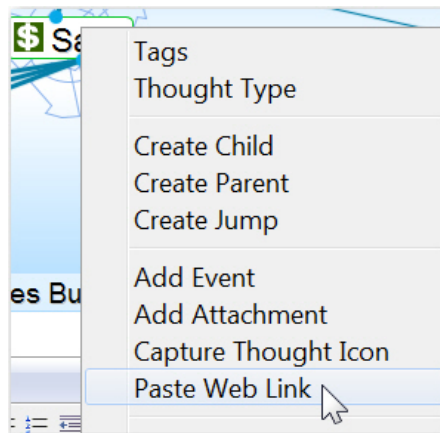 $ Sa
Tags
Thought Type
Create Child
Create Parent
Create Jump
Add Event
es Bu
Add Attachment
Capture Thought Icon
Paste Web Link